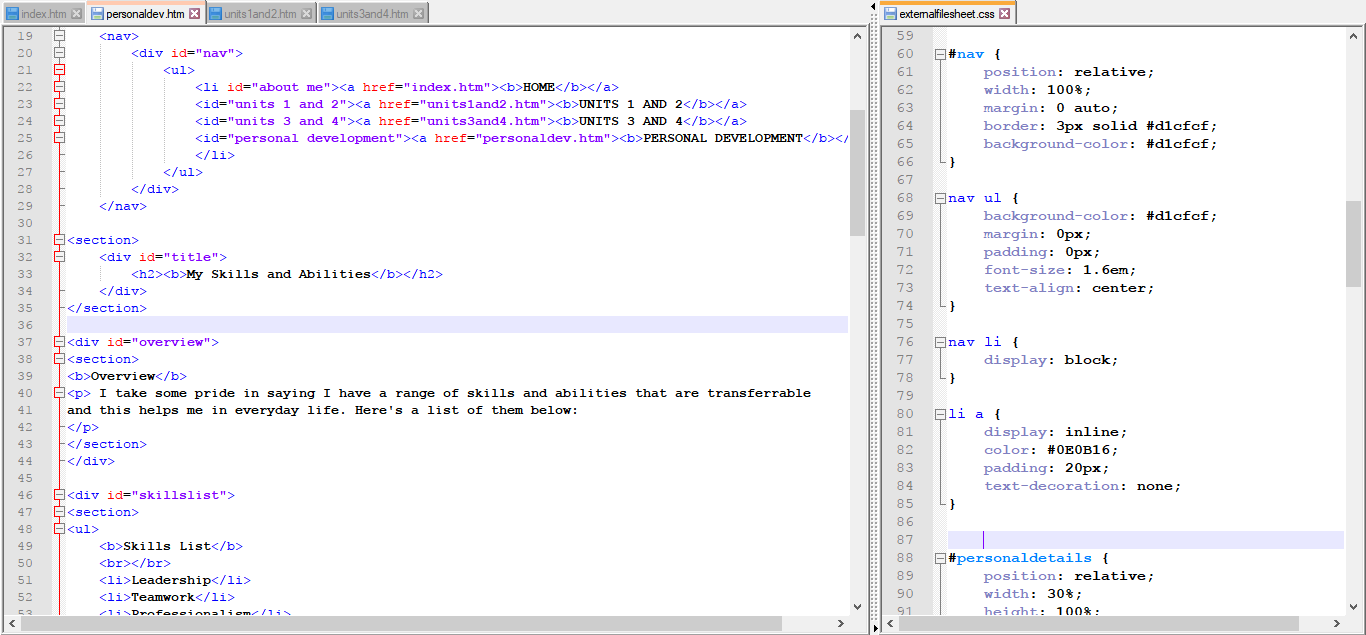 index.htm personaldev.htm units1and2.htm units3and4.htm
19 <nav>
20 <div id="nav">
21 <ul>
22 <li id="about me"><a href="index.htm"><b>HOME</b></a>
23 <id="units 1 and 2"><a href="units1and2.htm"><b>UNITS 1 AND 2</b></a>
24 <id="units 3 and 4"><a href="units3and4.htm"><b>UNITS 3 AND 4</b></a>
25 <id="personal development"><a href="personaldev.htm"><b>PERSONAL DEVELOPMENT</b></
26 </li>
27 </ul>
28 </div>
29 </nav>
30
31 <section>
32 <div id="title">
33 <h2><b>My Skills and Abilities</b></h2>
34 </div>
35 </section>
36
37 <div id="overview">
38 <section>
39 <b>Overview</b>
40 <p> I take some pride in saying I have a range of skills and abilities that are transferrable
41 and this helps me in everyday life. Here's a list of them below:
42 </p>
43 </section>
44 </div>
45
46 <div id="skillslist">
47 <section>
48 <ul>
49 <b>Skills List</b>
50 <br></br>
51 <li>Leadership</li>
52 <li>Teamwork</li>
53 <li>Professionalism</li>
externalfilesheet.css
59
60 #nav {
61 position: relative;
62 width: 100%;
63 margin: 0 auto;
64 border: 3px solid #d1cfcf;
65 background-color: #d1cfcf;
66 }
67
68 nav ul {
69 background-color: #d1cfcf;
70 margin: 0px;
71 padding: 0px;
72 font-size: 1.6em;
73 text-align: center;
74 }
75
76 nav li {
77 display: block;
78 }
79
80 li a {
81 display: inline;
82 color: #0E0B16;
83 padding: 20px;
84 text-decoration: none;
85 }
86
87
88 #personaldetails {
89 position: relative;
90 width: 30%;
91 height: 100%;